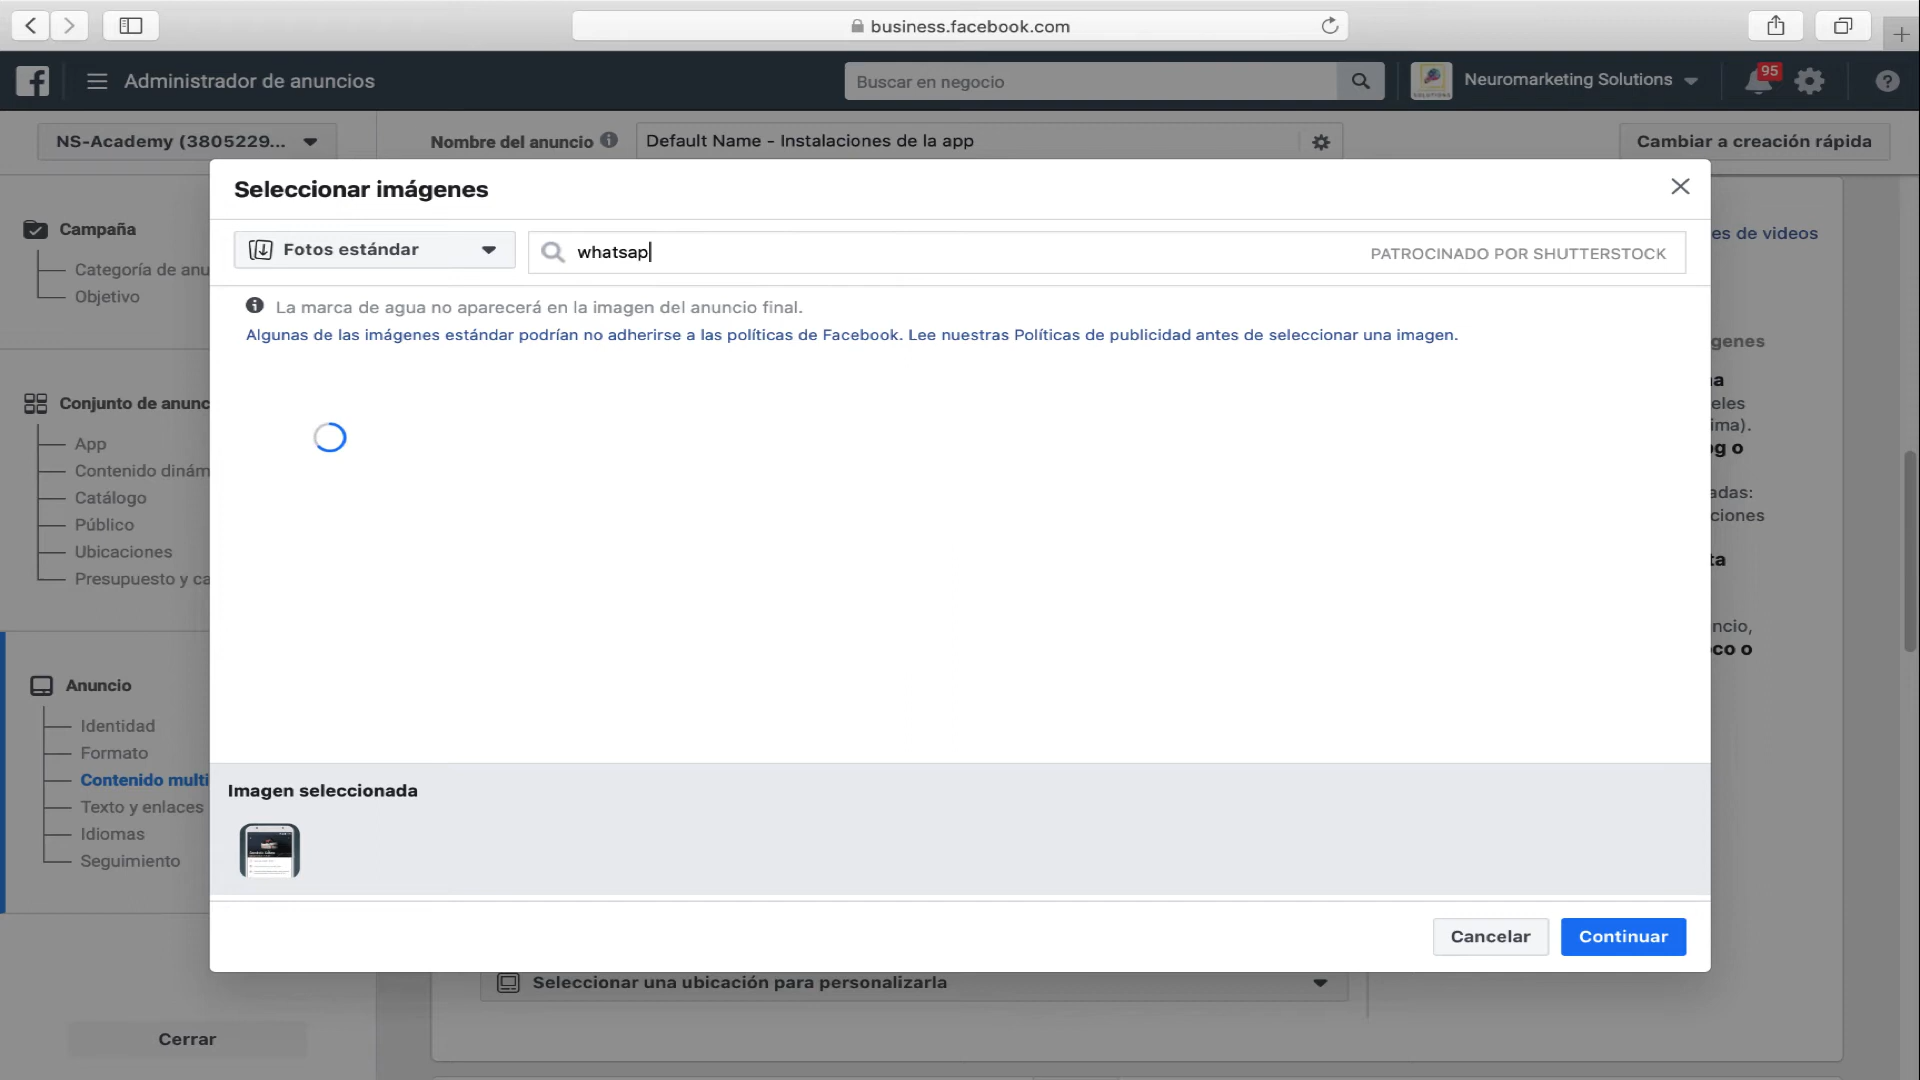 business.facebook.com
Administrador de anuncios
Buscar en negocio
Neuromarketing Solutions
95
NS-Academy (3805229...
Nombre del anuncio
Default Name - Instalaciones de la app
Cambiar a creación rápida
Seleccionar imágenes
Fotos estándar
whatsap
PATROCINADO POR SHUTTERSTOCK
La marca de agua no aparecerá en la imagen del anuncio final.
Algunas de las imágenes estándar podrían no adherirse a las políticas de Facebook. Lee nuestras Políticas de publicidad antes de seleccionar una imagen.
Campaña
Categoría de anu
Objetivo
Conjunto de anunc
App
Contenido dinám
Catálogo
Público
Ubicaciones
Presupuesto y ca
Anuncio
Identidad
Formato
Contenido multi
Texto y enlaces
Idiomas
Seguimiento
Cerrar
es de videos
genes
eles
ima).
adas:
ciones
ta
ncio,
co o
Imagen seleccionada
Cancelar
Continuar
Seleccionar una ubicación para personalizarla